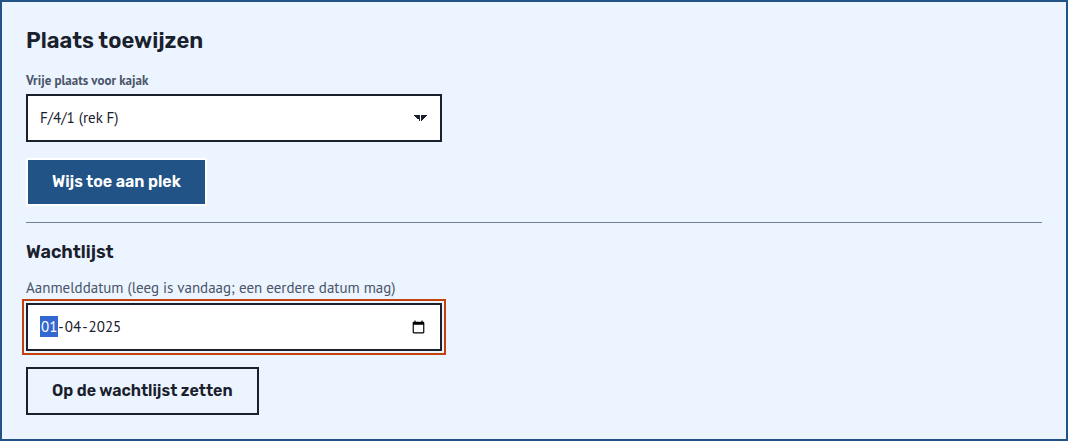 Plaats toewijzen
Vrije plaats voor kajak
F/4/1 (rek F)
Wijs toe aan plek
Wachtlijst
Aanmelddatum (leeg is vandaag; een eerdere datum mag)
01-04-2025
Op de wachtlijst zetten